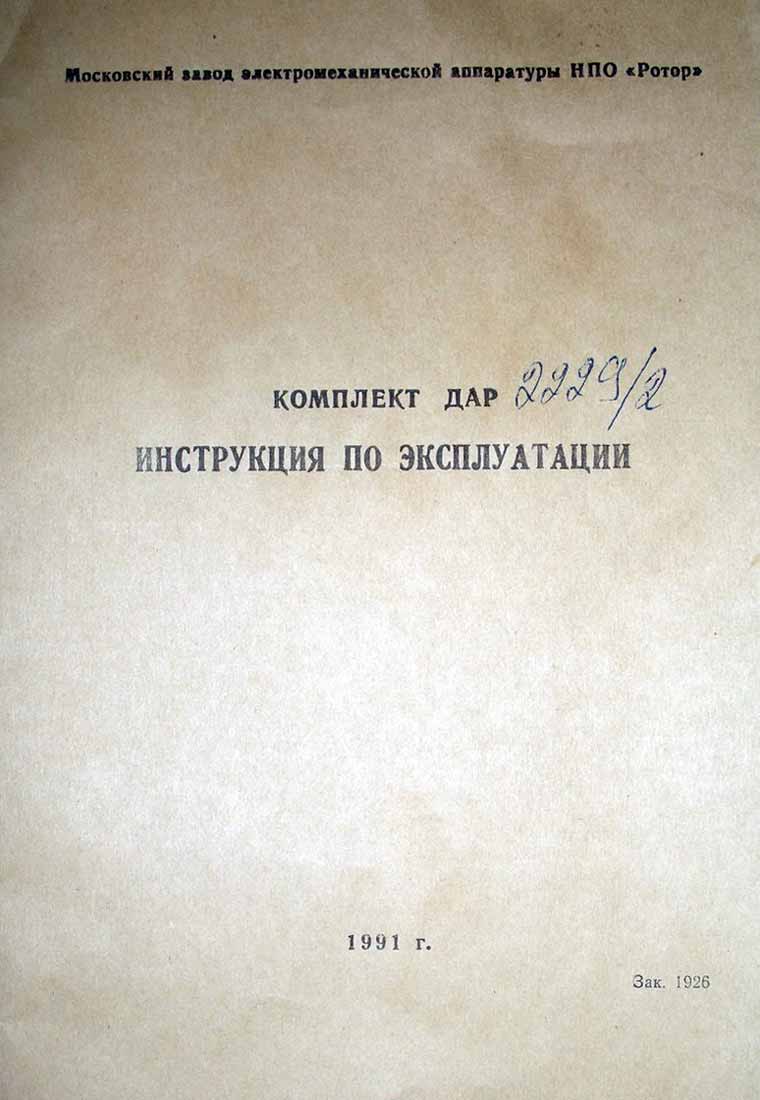 Московский завод электромеханической аппаратуры НПО «Ротор»
КОМПЛЕКТ ДАР 2229/2
ИНСТРУКЦИЯ ПО ЭКСПЛУАТАЦИИ
1991 г.
Зак. 1926